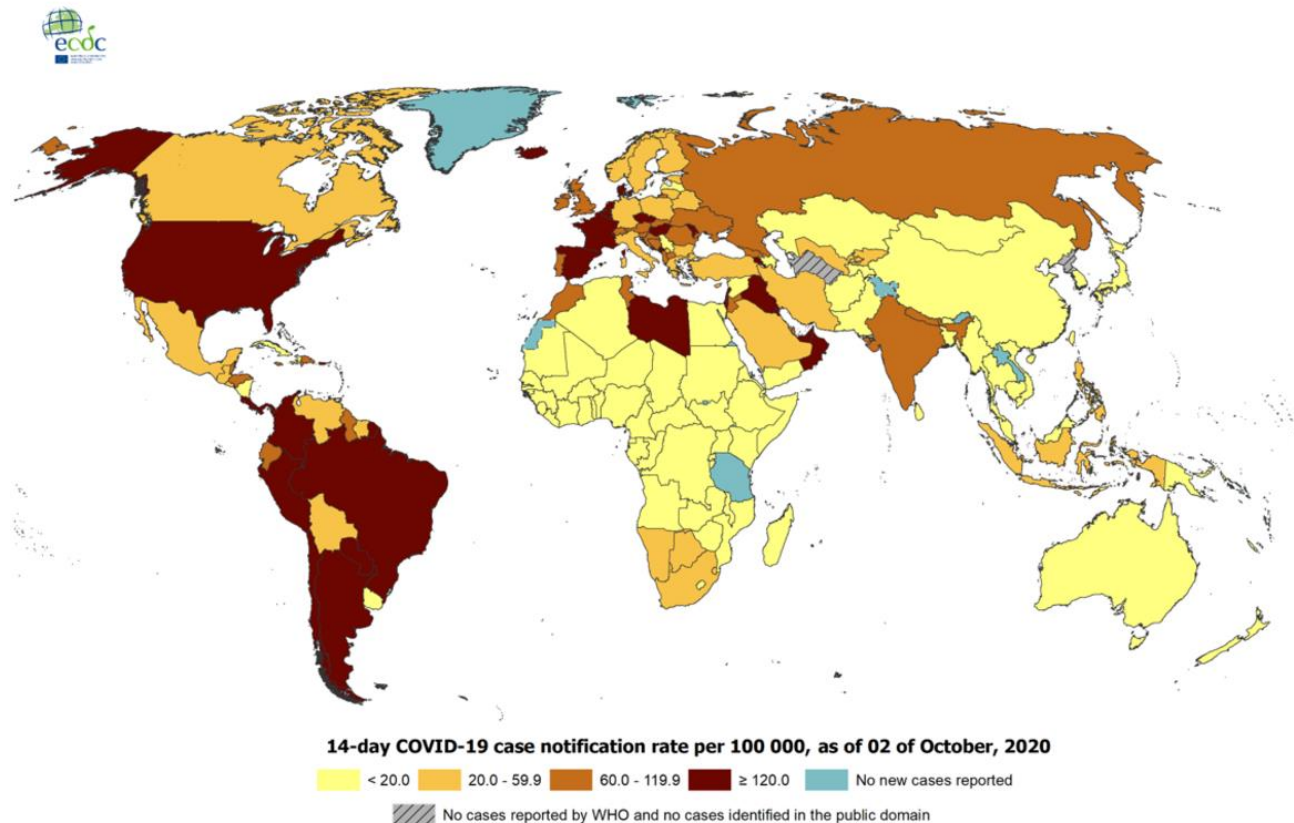 ecdc
14-day COVID-19 case notification rate per 100 000, as of 02 of October, 2020
< 20.0 20.0 - 59.9 60.0 - 119.9 ≥ 120.0 No new cases reported
No cases reported by WHO and no cases identified in the public domain